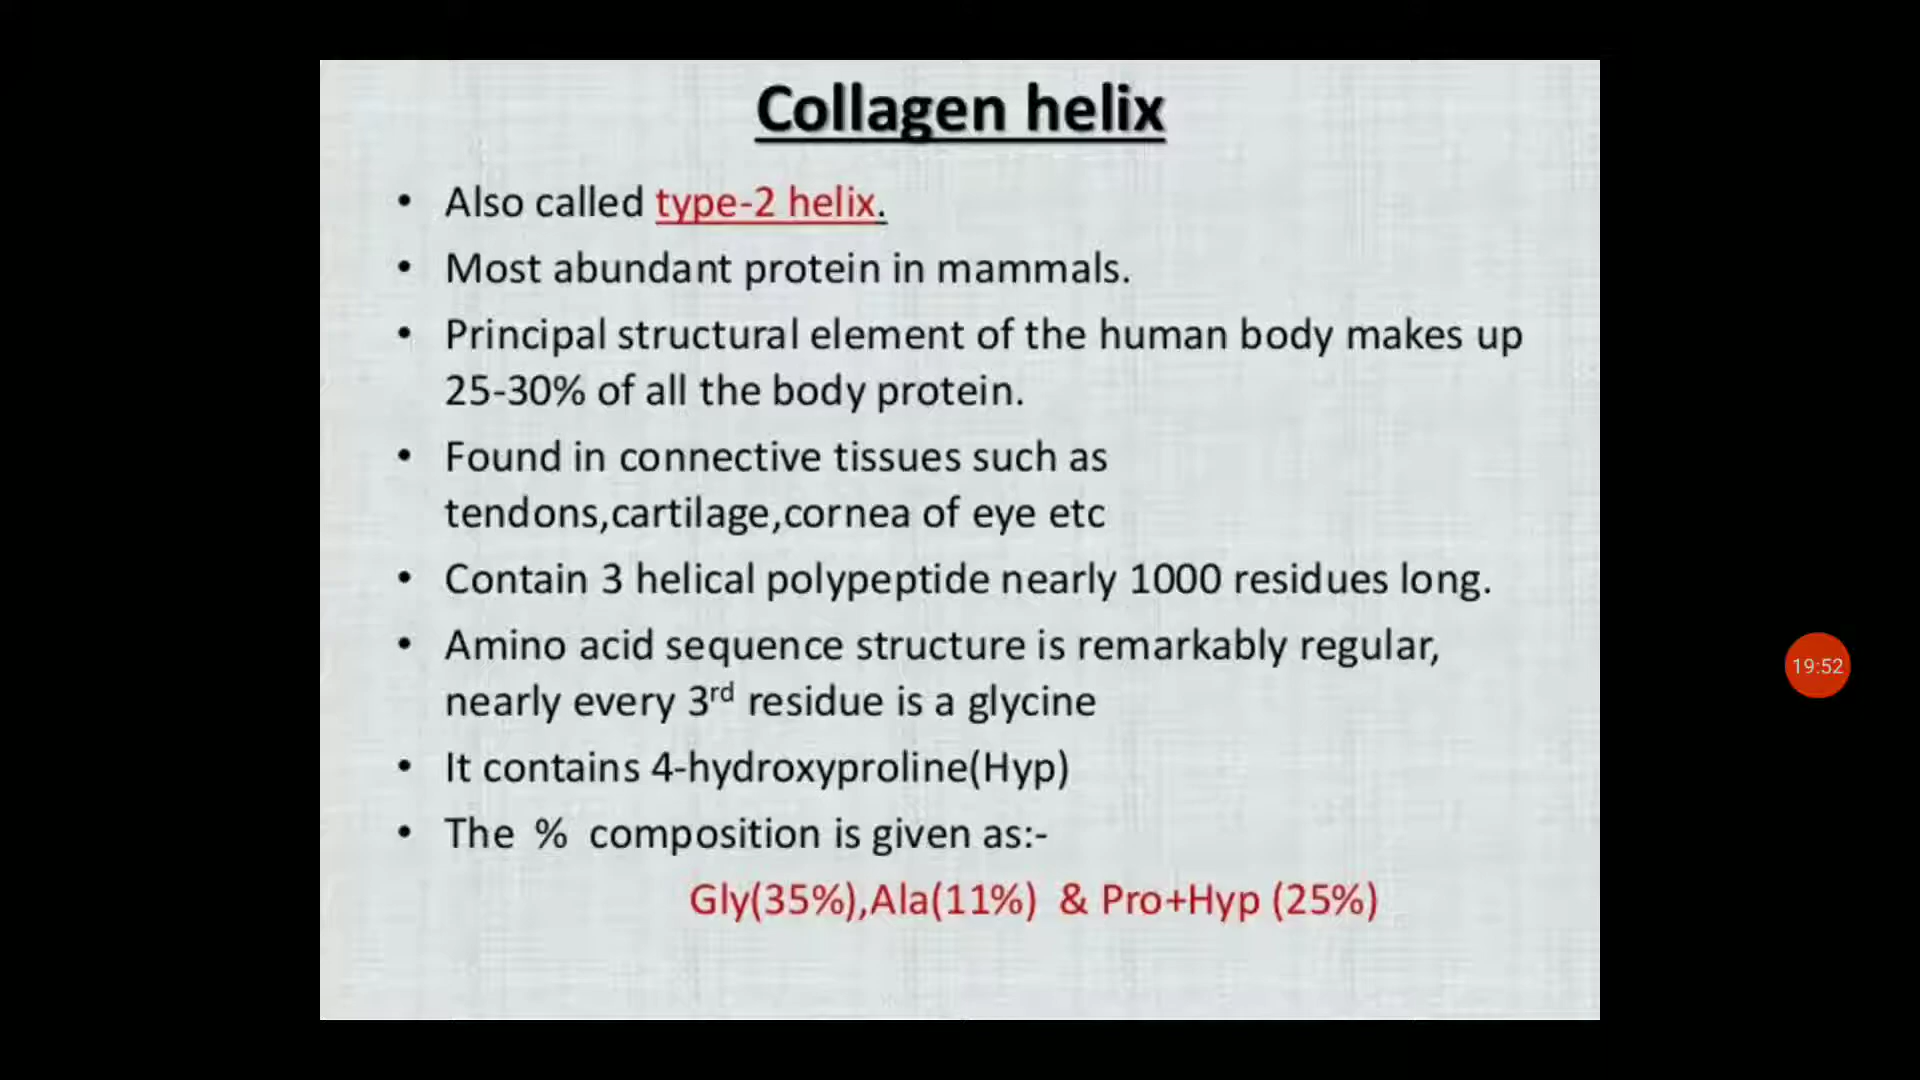 Collagen helix
• Also called type-2 helix.
• Most abundant protein in mammals.
• Principal structural element of the human body makes up
25-30% of all the body protein.
• Found in connective tissues such as
tendons,cartilage,cornea of eye etc
• Contain 3 helical polypeptide nearly 1000 residues long.
• Amino acid sequence structure is remarkably regular,
nearly every 3rd residue is a glycine
• It contains 4-hydroxyproline(Hyp)
• The % composition is given as:-
Gly(35%),Ala(11%) & Pro+Hyp (25%)
19:52